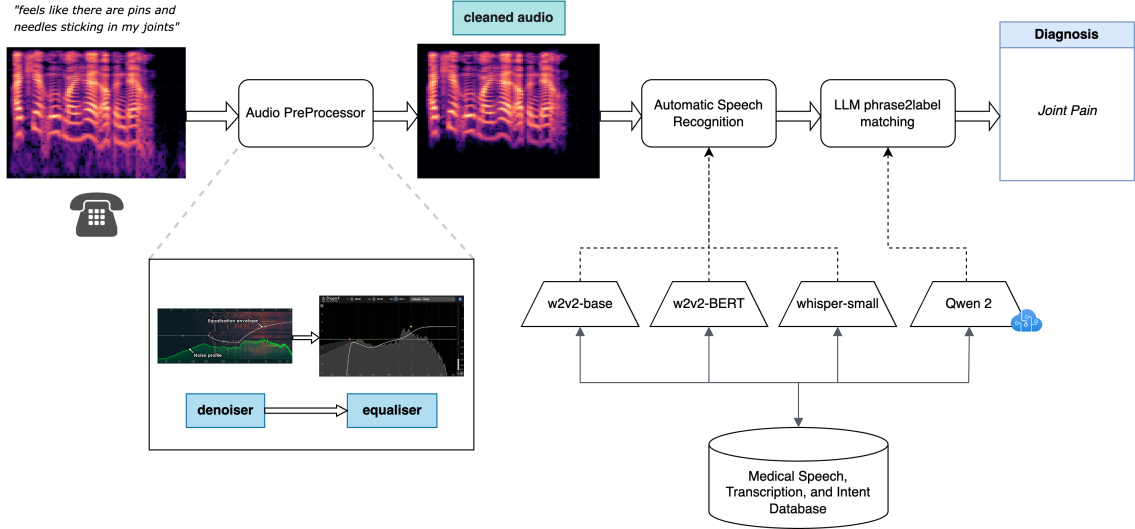 "feels like there are pins and
needles sticking in my joints"
cleaned audio
Diagnosis
Audio PreProcessor
Automatic Speech
Recognition
LLM phrase2label
matching
Joint Pain
Equalization envelope
Noise profile
denoiser
equaliser
w2v2-base
w2v2-BERT
whisper-small
Qwen 2
Medical Speech,
Transcription, and Intent
Database